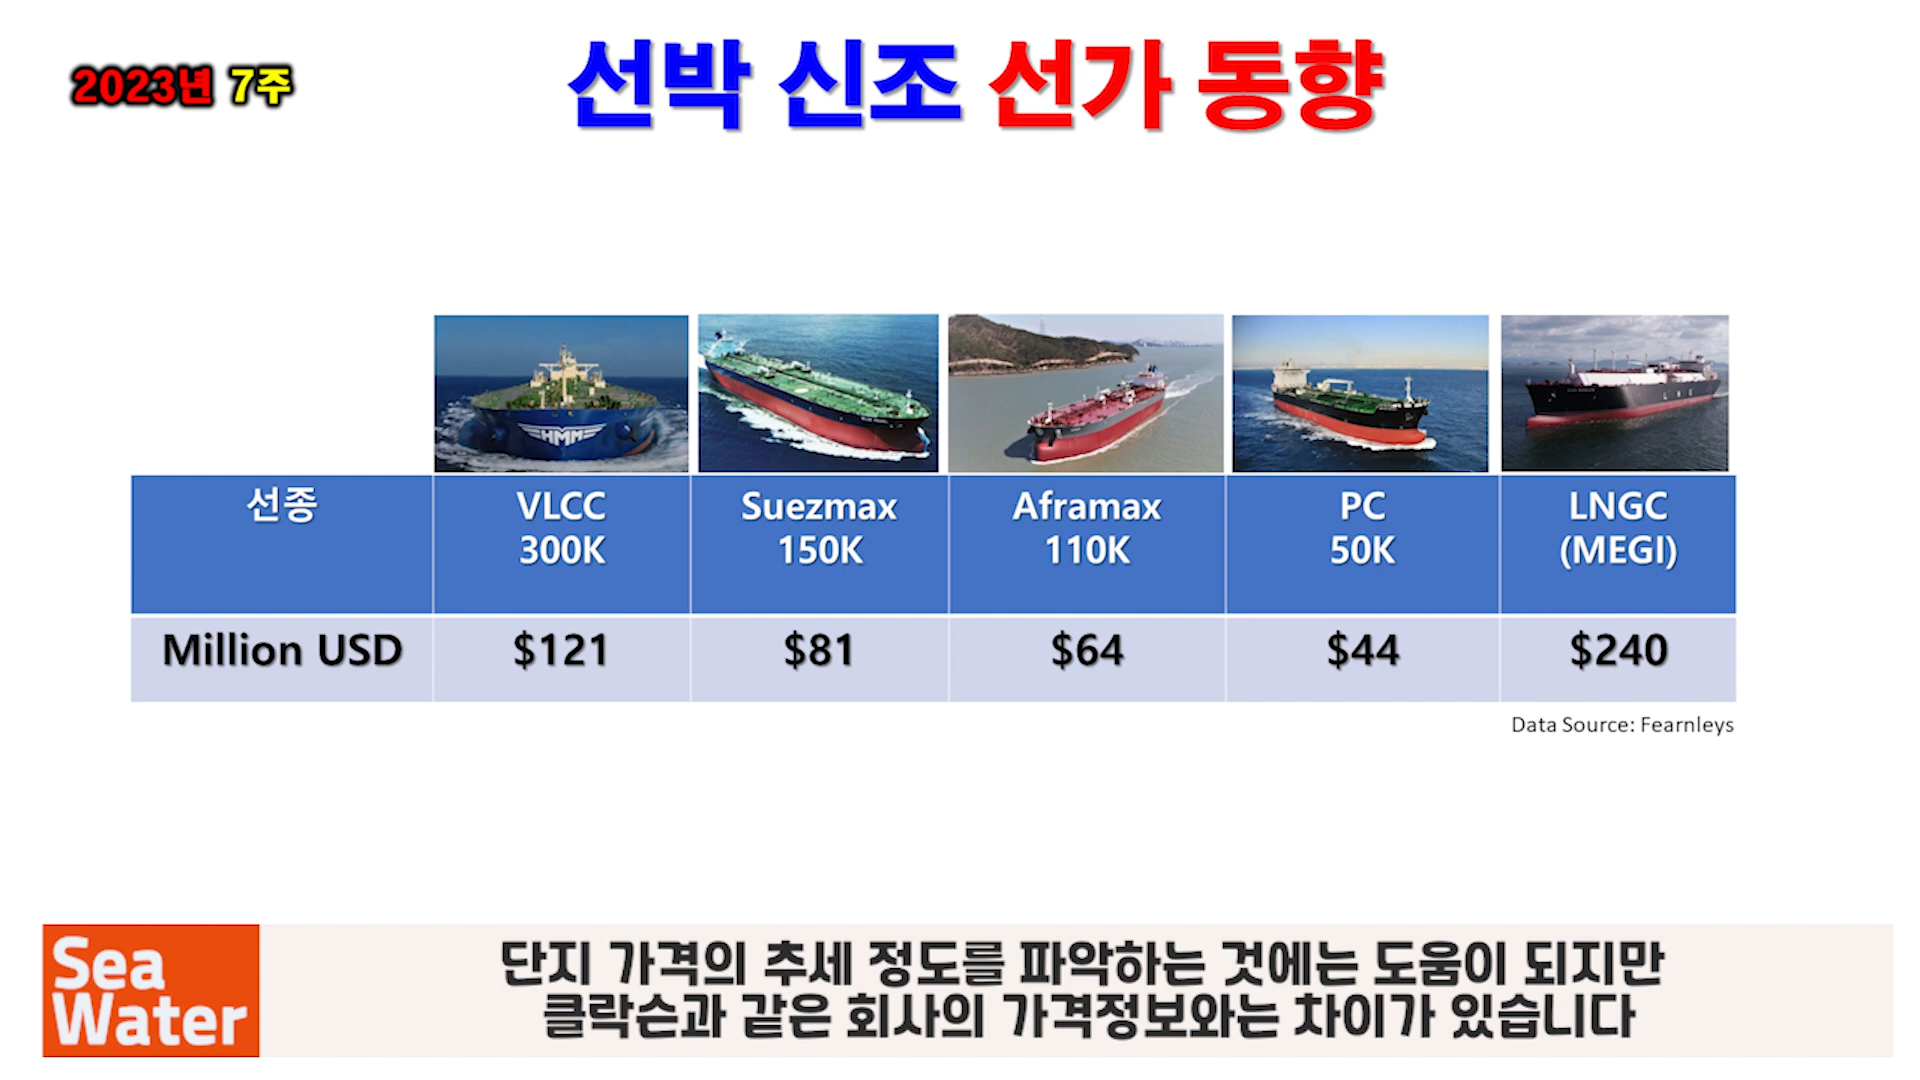 2023년 7주
선박 신조 선가 동향
HMM
선종
VLCC
300K
Suezmax
150K
Aframax
110K
PC
50K
LNGC
(MEGI)
Million USD
$121
$81
$64
$44
$240
Data Source: Fearnleys
Sea
Water
단지 가격의 추세 정도를 파악하는 것에는 도움이 되지만
클락슨과 같은 회사의 가격정보와는 차이가 있습니다